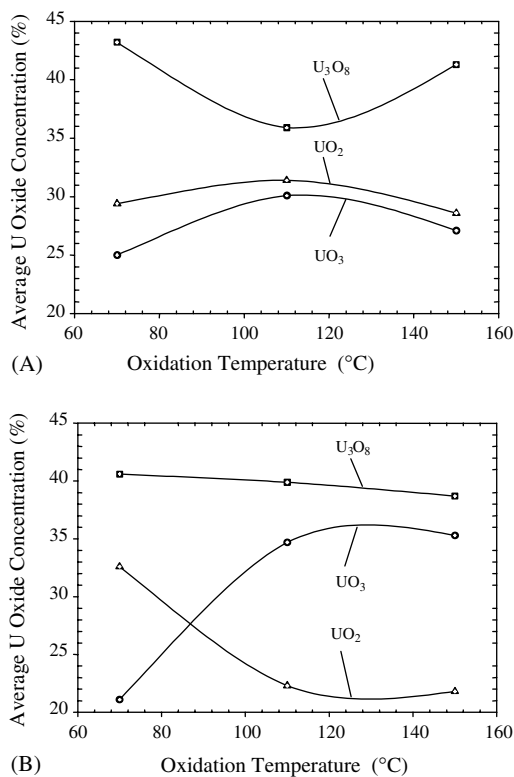 Average U Oxide Concentration (%)
45
40
35
30
25
20
U₃O₈
UO₂
UO₃
60 80 100 120 140 160
(A) Oxidation Temperature (°C)
Average U Oxide Concentration (%)
45
40
35
30
25
20
U₃O₈
UO₃
UO₂
60 80 100 120 140 160
(B) Oxidation Temperature (°C)